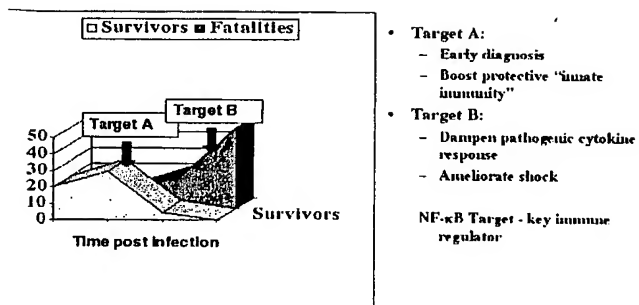 Survivors Fatalities
Target A
Target B
50
40
30
20
10
0
Survivors
Time post infection
• Target A:
– Early diagnosis
– Boost protective “innate
immunity”
• Target B:
– Dampen pathogenic cytokine
response
– Ameliorate shock
NF-κB Target - key immune
regulator